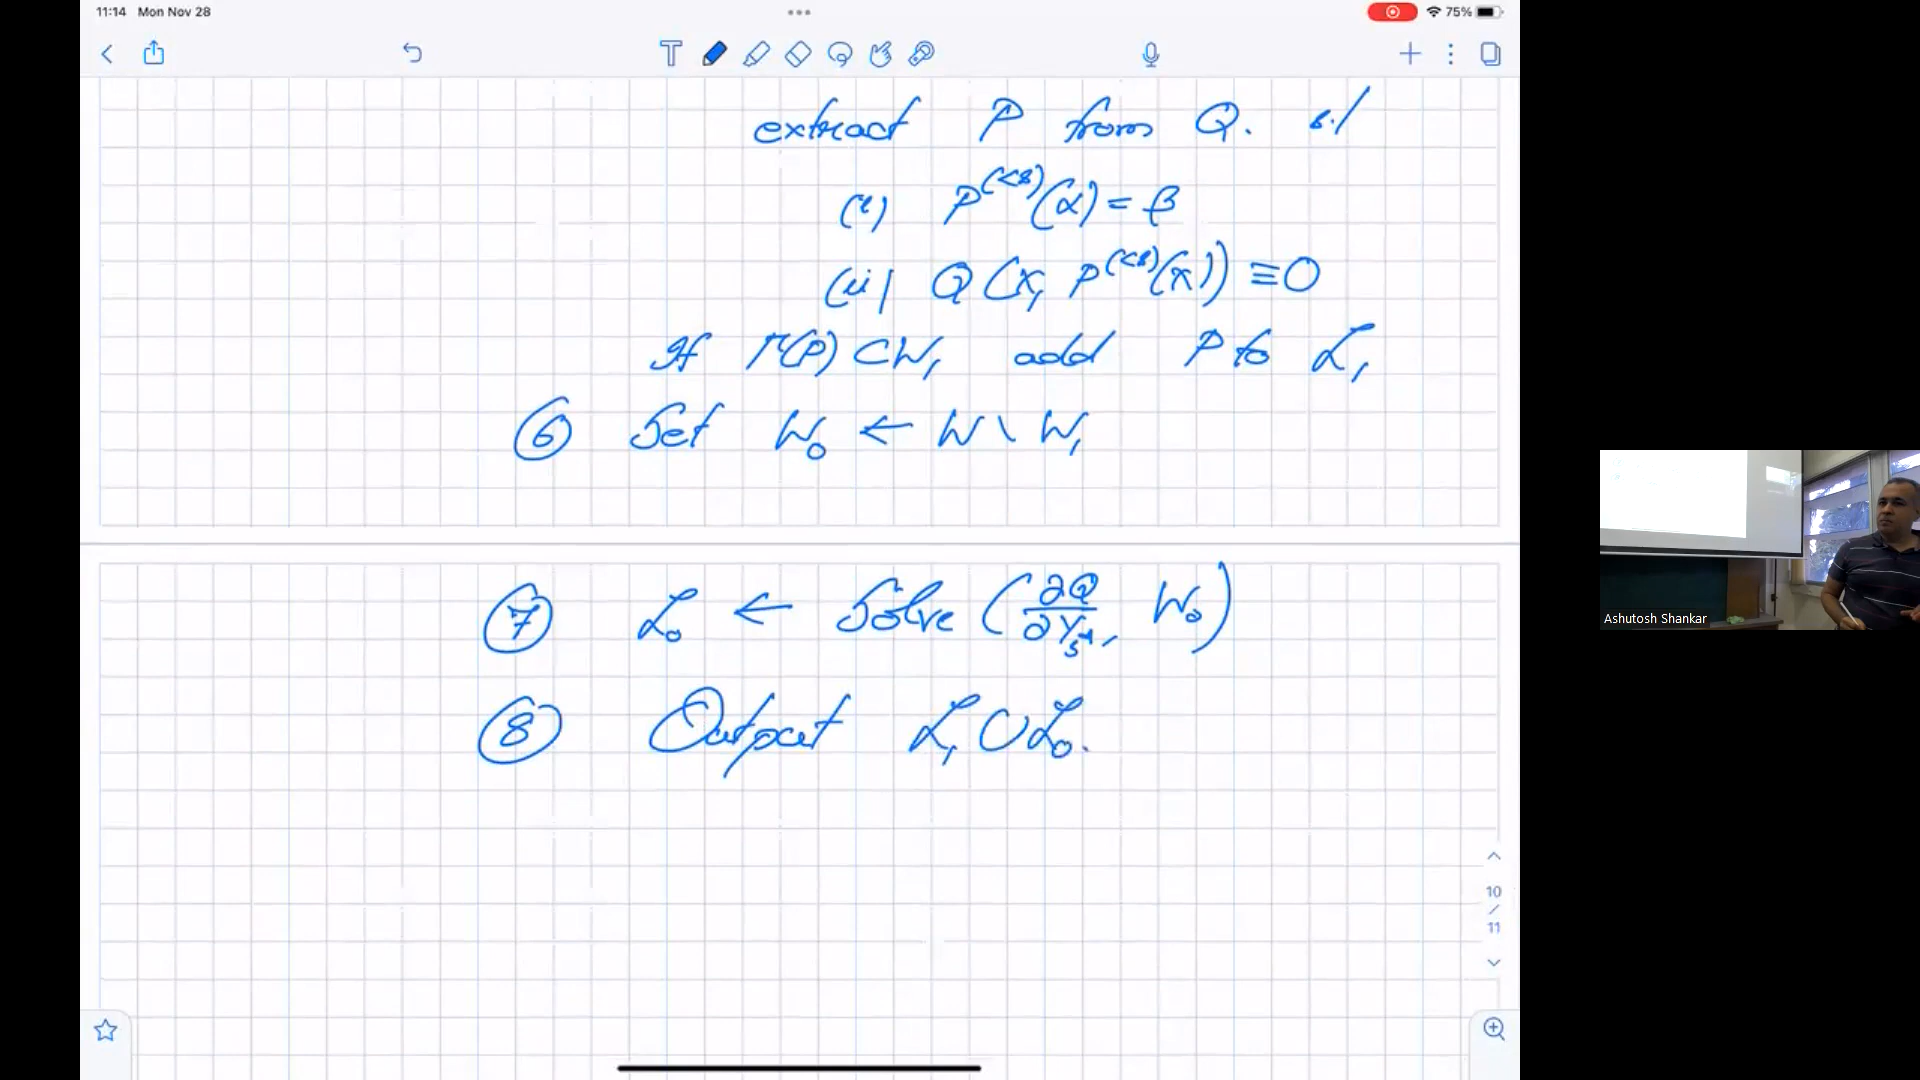 11:14 Mon Nov 28
75%
T
extract P from Q. s.t
(i) P^(<s)(α) = β
(ii) Q(X, P^(<s)(X)) ≡ 0
If Γ(P) ⊂ W₁ add P to ℒ₁
⑥ Set W₀ ← W \ W₁
⑦ ℒ₀ ← Solve (∂Q/∂Y_{s-1}, W₀)
⑧ Output ℒ₁ ∪ ℒ₀.
10
/
11
Ashutosh Shankar